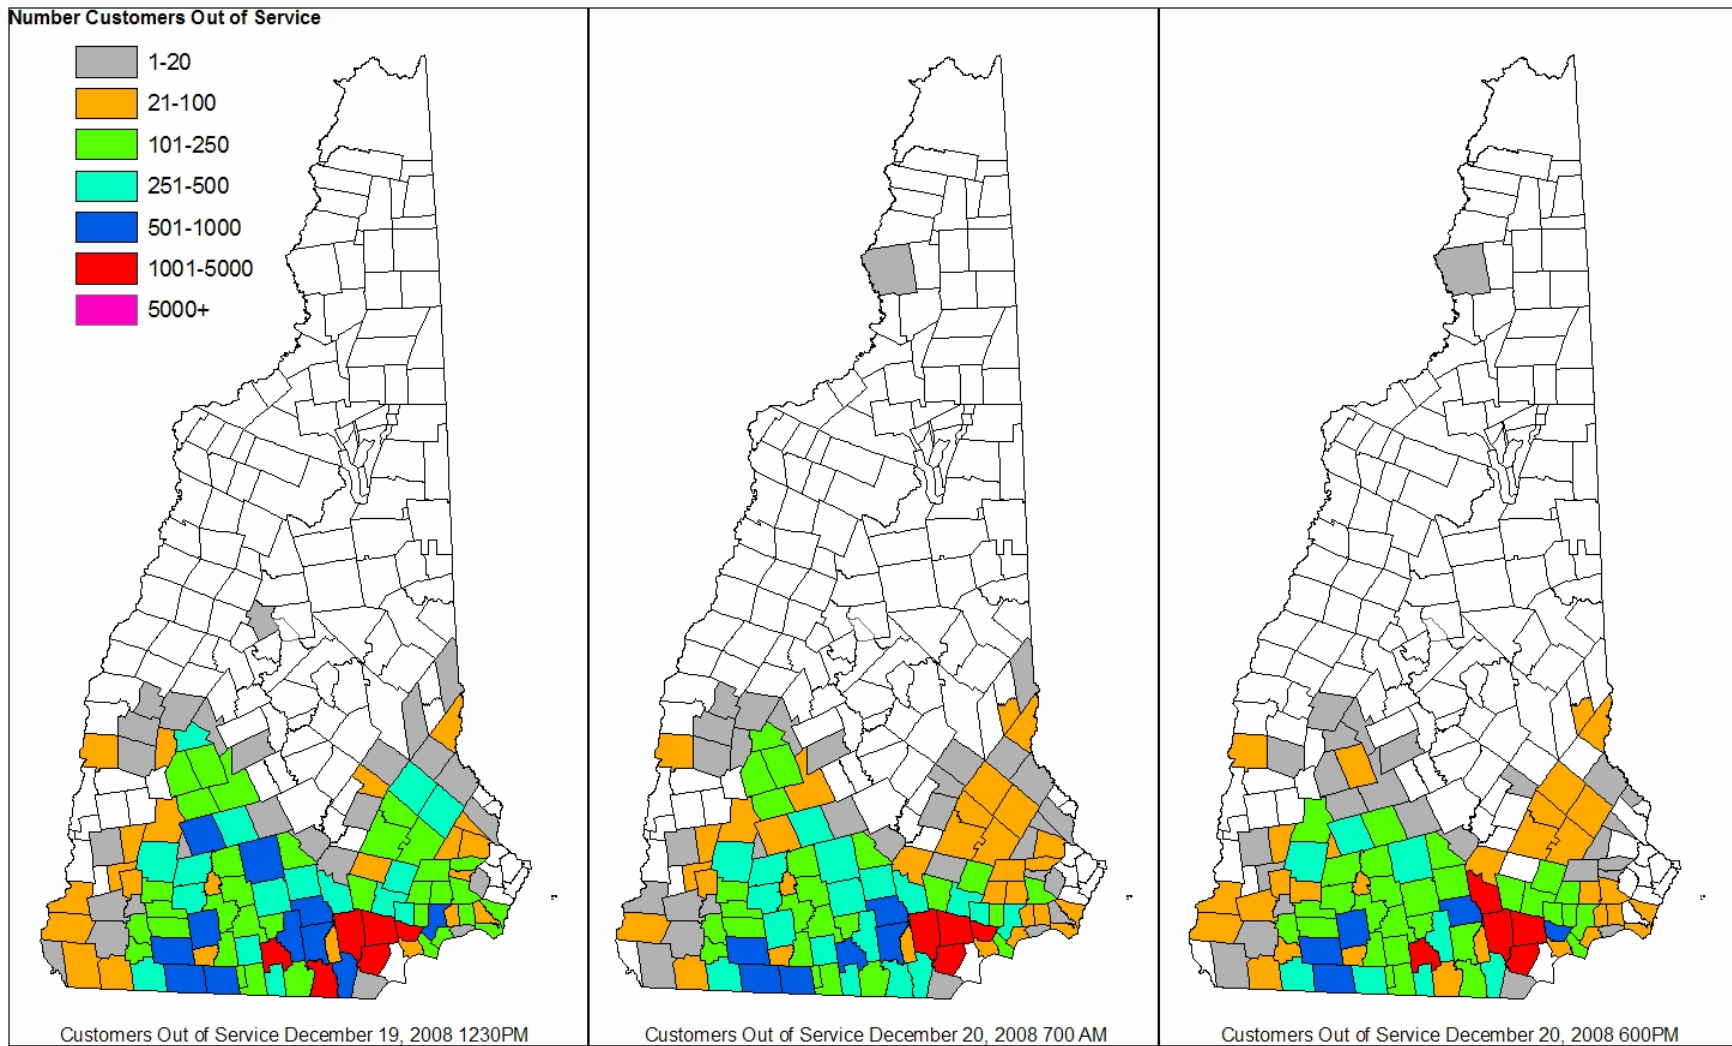 Number Customers Out of Service
1-20
21-100
101-250
251-500
501-1000
1001-5000
5000+
Customers Out of Service December 19, 2008 1230PM
Customers Out of Service December 20, 2008 700 AM
Customers Out of Service December 20, 2008 600PM